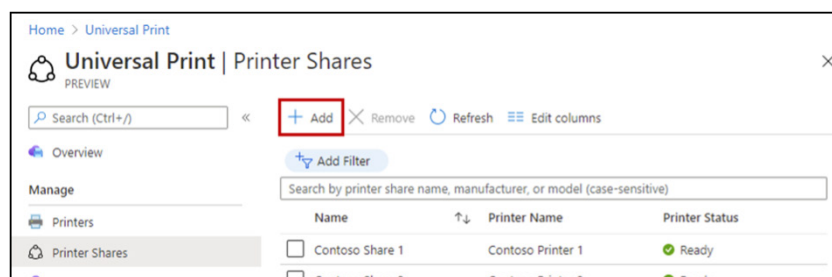 Home > Universal Print
Universal Print | Printer Shares
PREVIEW
Search (Ctrl+/)
«
+ Add × Remove Refresh Edit columns
Overview
Add Filter
Manage
Search by printer share name, manufacturer, or model (case-sensitive)
Name ↑↓ Printer Name Printer Status
Printers
Printer Shares
Contoso Share 1 Contoso Printer 1 Ready